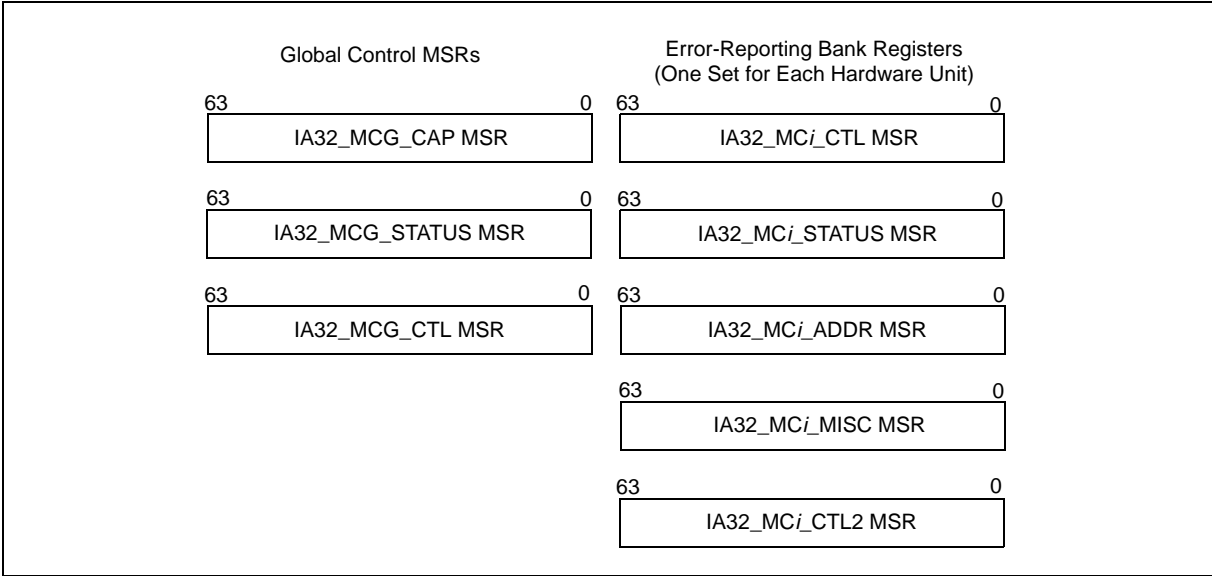 Global Control MSRs
Error-Reporting Bank Registers
(One Set for Each Hardware Unit)
63 0 63 0
IA32_MCG_CAP MSR IA32_MCi_CTL MSR
63 0 63 0
IA32_MCG_STATUS MSR IA32_MCi_STATUS MSR
63 0 63 0
IA32_MCG_CTL MSR IA32_MCi_ADDR MSR
63 0
IA32_MCi_MISC MSR
63 0
IA32_MCi_CTL2 MSR